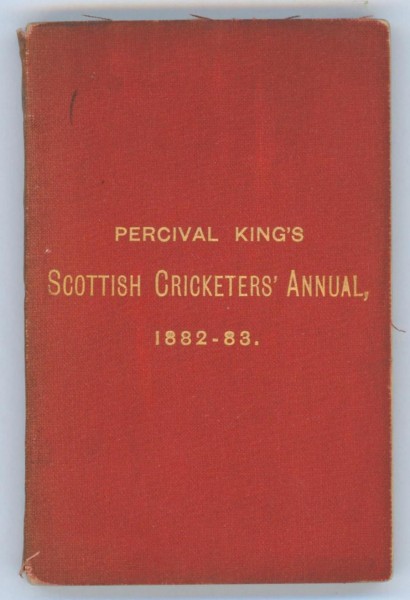 PERCIVAL KING'S
SCOTTISH CRICKETERS' ANNUAL,
1882-83.